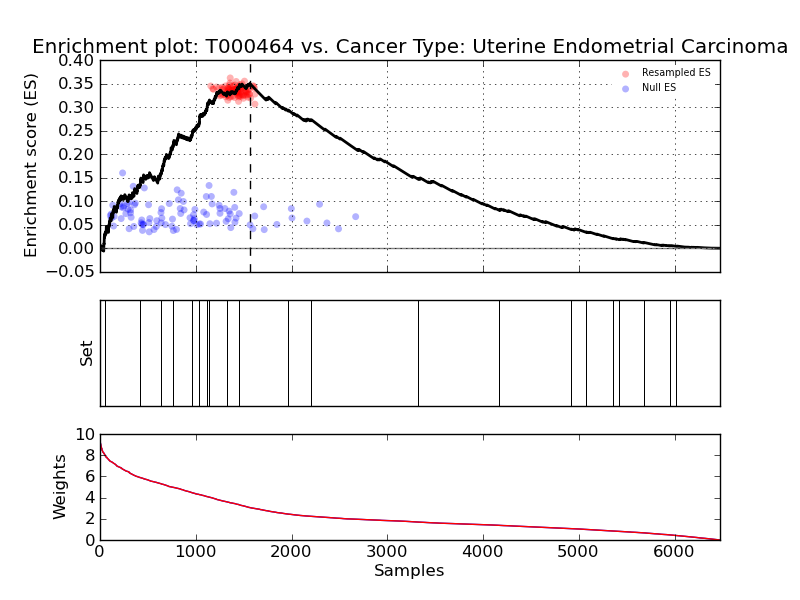 Enrichment plot: T000464 vs. Cancer Type: Uterine Endometrial Carcinoma
Enrichment score (ES)
0.40
0.35
0.30
0.25
0.20
0.15
0.10
0.05
0.00
−0.05
Resampled ES
Null ES
Set
Weights
10
8
6
4
2
0
0 1000 2000 3000 4000 5000 6000
Samples